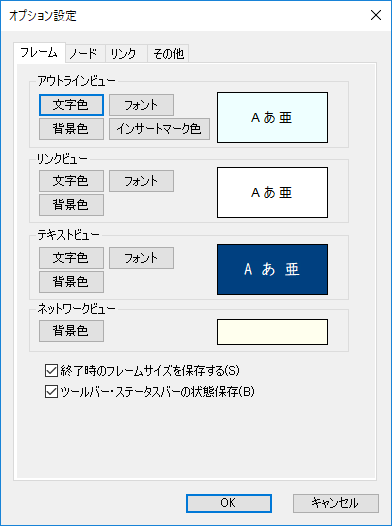 オプション設定
フレーム ノード リンク その他
アウトラインビュー
文字色 フォント
背景色 インサートマーク色
A あ 亜
リンクビュー
文字色 フォント
背景色
A あ 亜
テキストビュー
文字色 フォント
背景色
A あ 亜
ネットワークビュー
背景色
終了時のフレームサイズを保存する(S)
ツールバー・ステータスバーの状態保存(B)
OK キャンセル